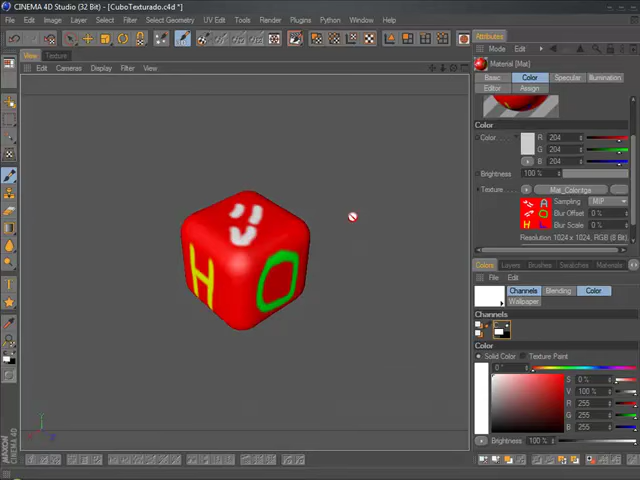 CINEMA 4D Studio (32 Bit) - [CuboTexturado.c4d *]
File Edit Select Filter Layer Select Geometry UV Edit Tools Render Plugins Window Help
View Texture
Edit Cameras Display Filter View
H O
Attributes
Mode Edit
Material [Mat]
Basic Color Specular Illumination
Editor Assign
Color
Color R 204
G 204
B 204
Brightness 100 %
Texture Mat_Color.tga
Sampling MIP
Blur Offset 0 %
Blur Scale 0 %
Resolution 1024 x 1024, RGB (8 Bit)
Colors Layers Brushes Swatches Materials
File Edit
Channels Blending Color
Wallpaper
Channels
Color
Solid Color Texture Paint
0 °
S 0 %
V 100 %
R 255
G 255
B 255
Brightness 100 %
MAXON
CINEMA 4D